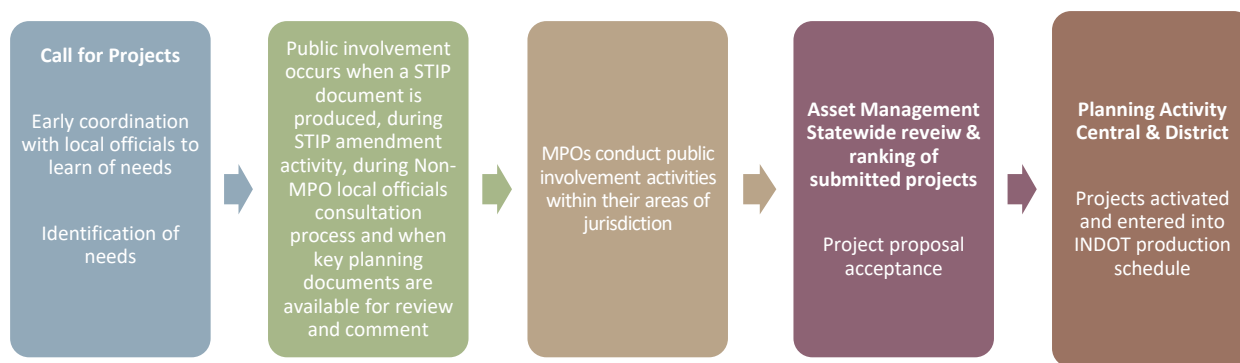 Call for Projects
Early coordination
with local officials to
learn of needs
Identification of
needs
Public involvement
occurs when a STIP
document is
produced, during
STIP amendment
activity, during Non-
MPO local officials
consultation
process and when
key planning
documents are
available for review
and comment
MPOs conduct public
involvement activities
within their areas of
jurisdiction
Asset Management
Statewide reveiw &
ranking of
submitted projects
Project proposal
acceptance
Planning Activity
Central & District
Projects activated
and entered into
INDOT production
schedule